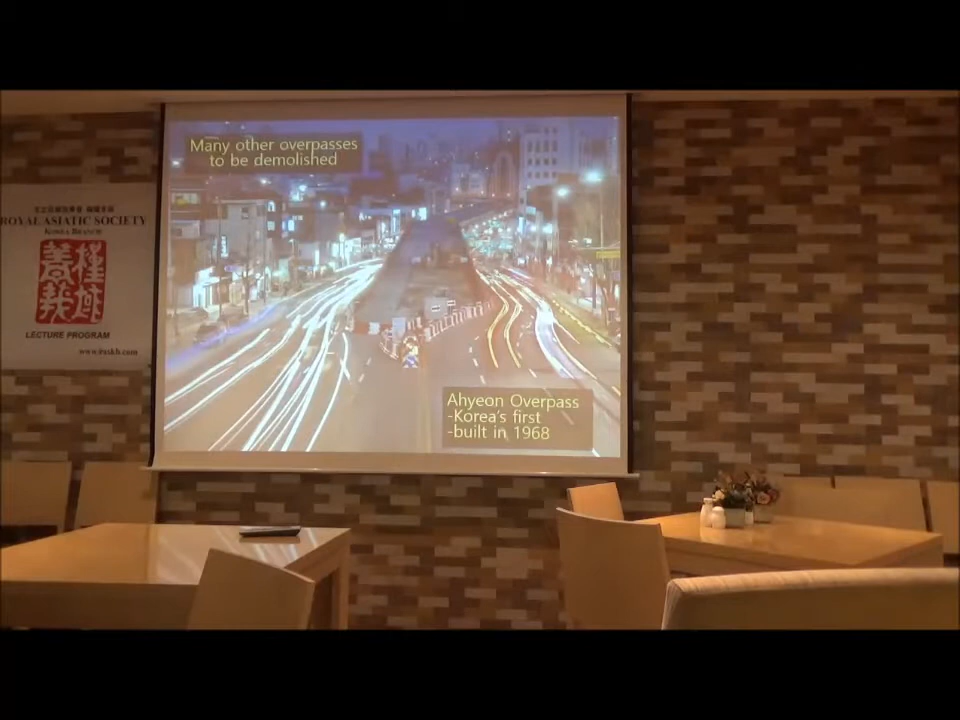 Many other overpasses
to be demolished
ROYAL ASIATIC SOCIETY
KOREA BRANCH
LECTURE PROGRAM
Ahyeon Overpass
-Korea's first
-built in 1968